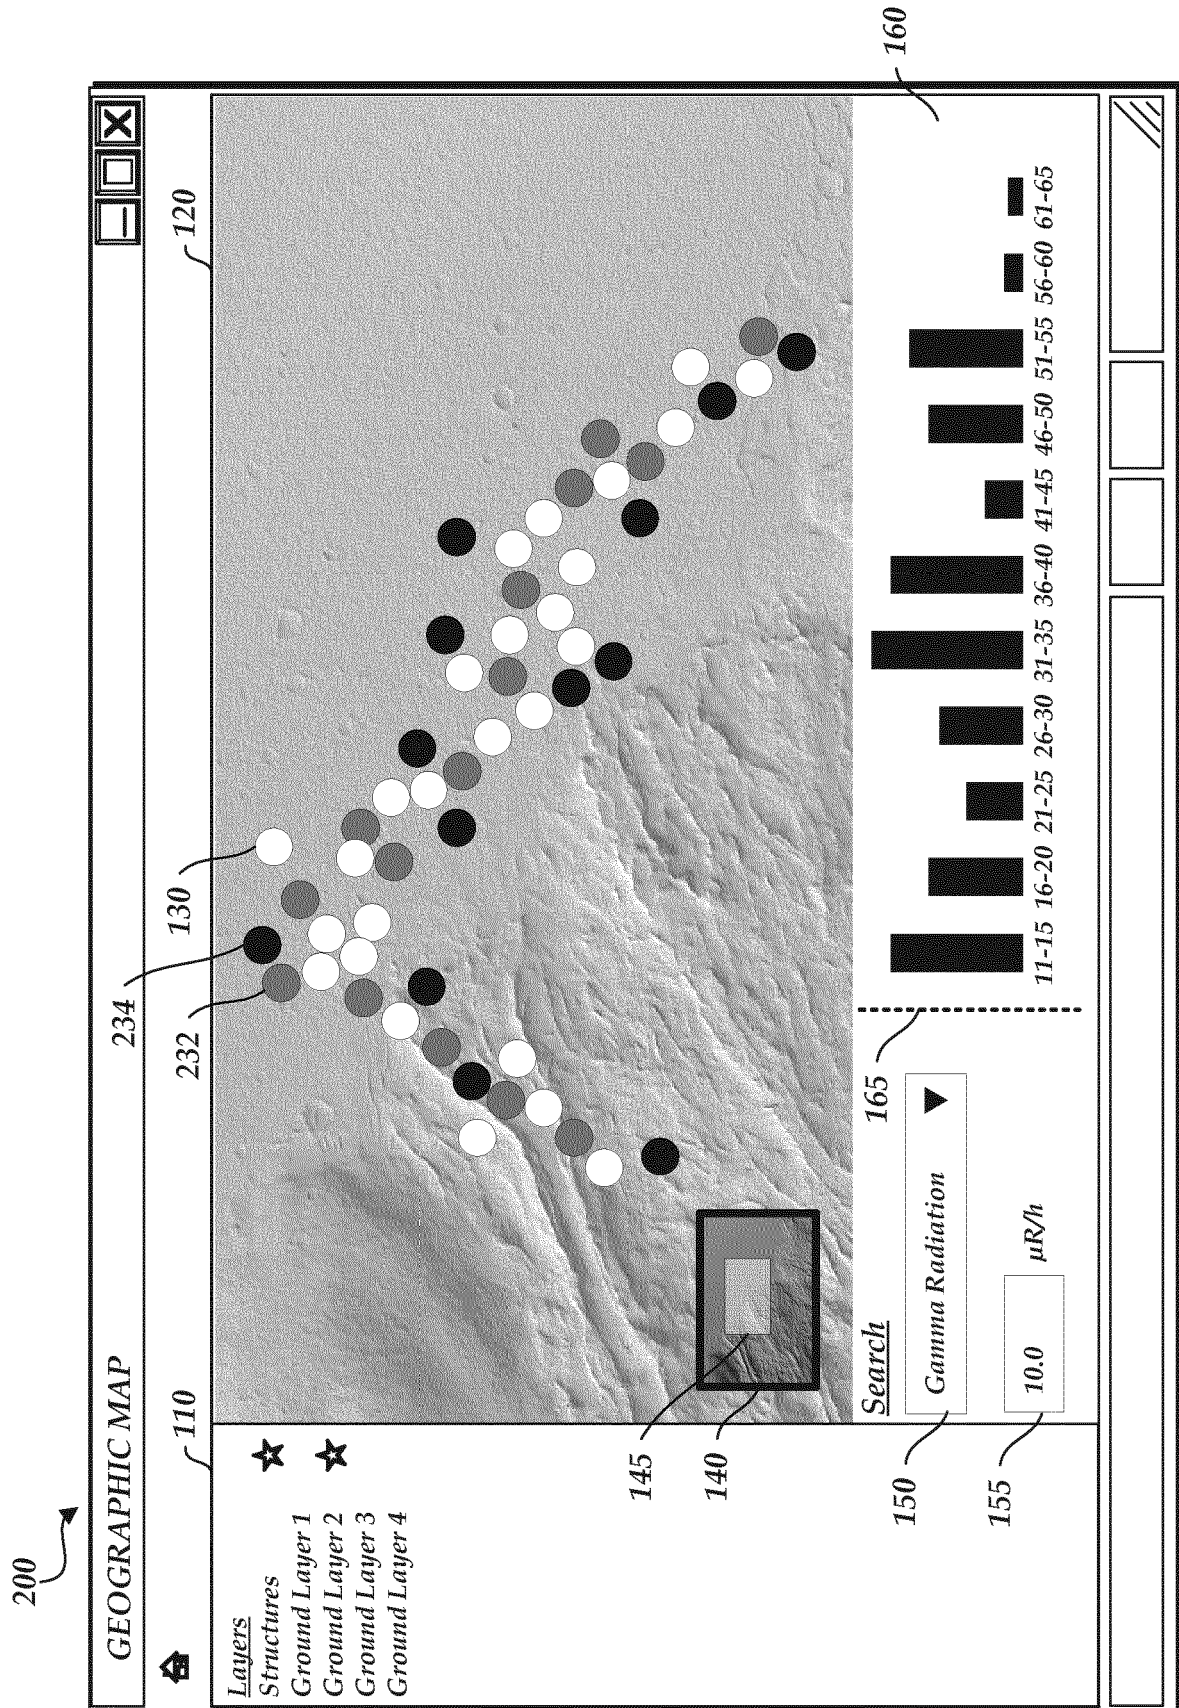 200
GEOGRAPHIC MAP
110
120
234
232
130
Layers
Structures
Ground Layer 1
Ground Layer 2
Ground Layer 3
Ground Layer 4
145
140
Search
150
Gamma Radiation
155
10.0 μR/h
165
160
11-15 16-20 21-25 26-30 31-35 36-40 41-45 46-50 51-55 56-60 61-65